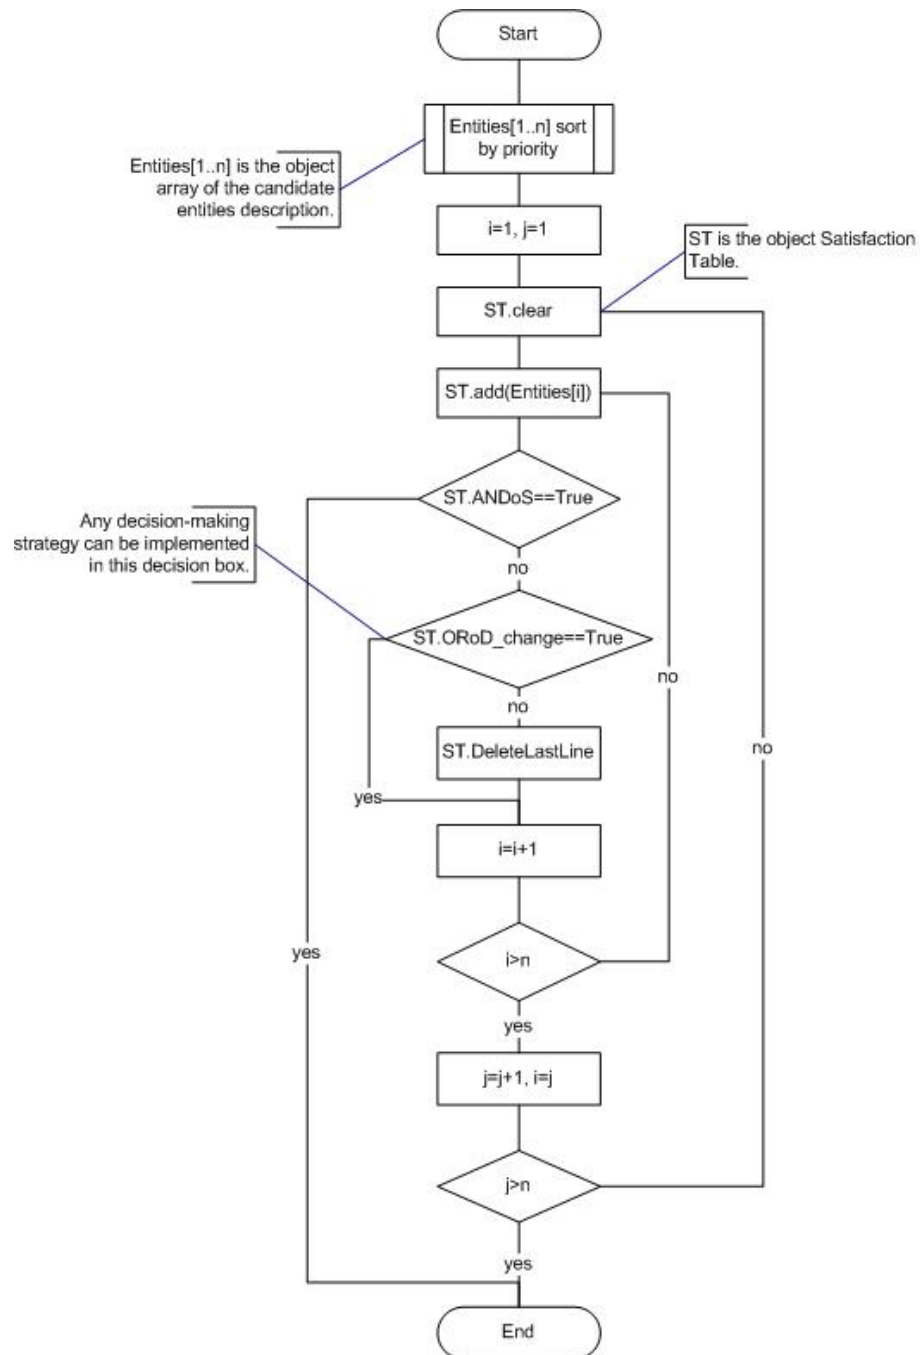 Start
Entities[1..n] sort
by priority
Entities[1..n] is the object
array of the candidate
entities description.
i=1, j=1
ST is the object Satisfaction
Table.
ST.clear
ST.add(Entities[i])
ST.ANDoS==True
Any decision-making
strategy can be implemented
in this decision box.
no
ST.ORoD_change==True
no
no
ST.DeleteLastLine
no
yes
i=i+1
yes
i>n
yes
j=j+1, i=j
j>n
yes
End